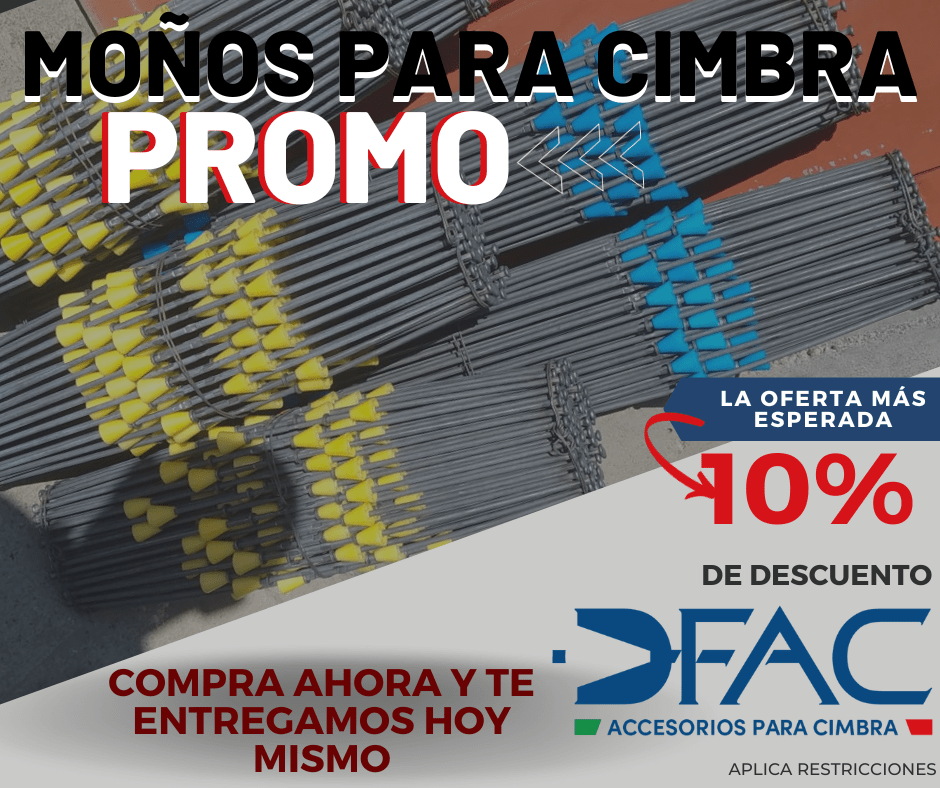 MOÑOS PARA CIMBRA
PROMO
LA OFERTA MÁS
ESPERADA
10%
DE DESCUENTO
DFAC
ACCESORIOS PARA CIMBRA
COMPRA AHORA Y TE
ENTREGAMOS HOY
MISMO
APLICA RESTRICCIONES